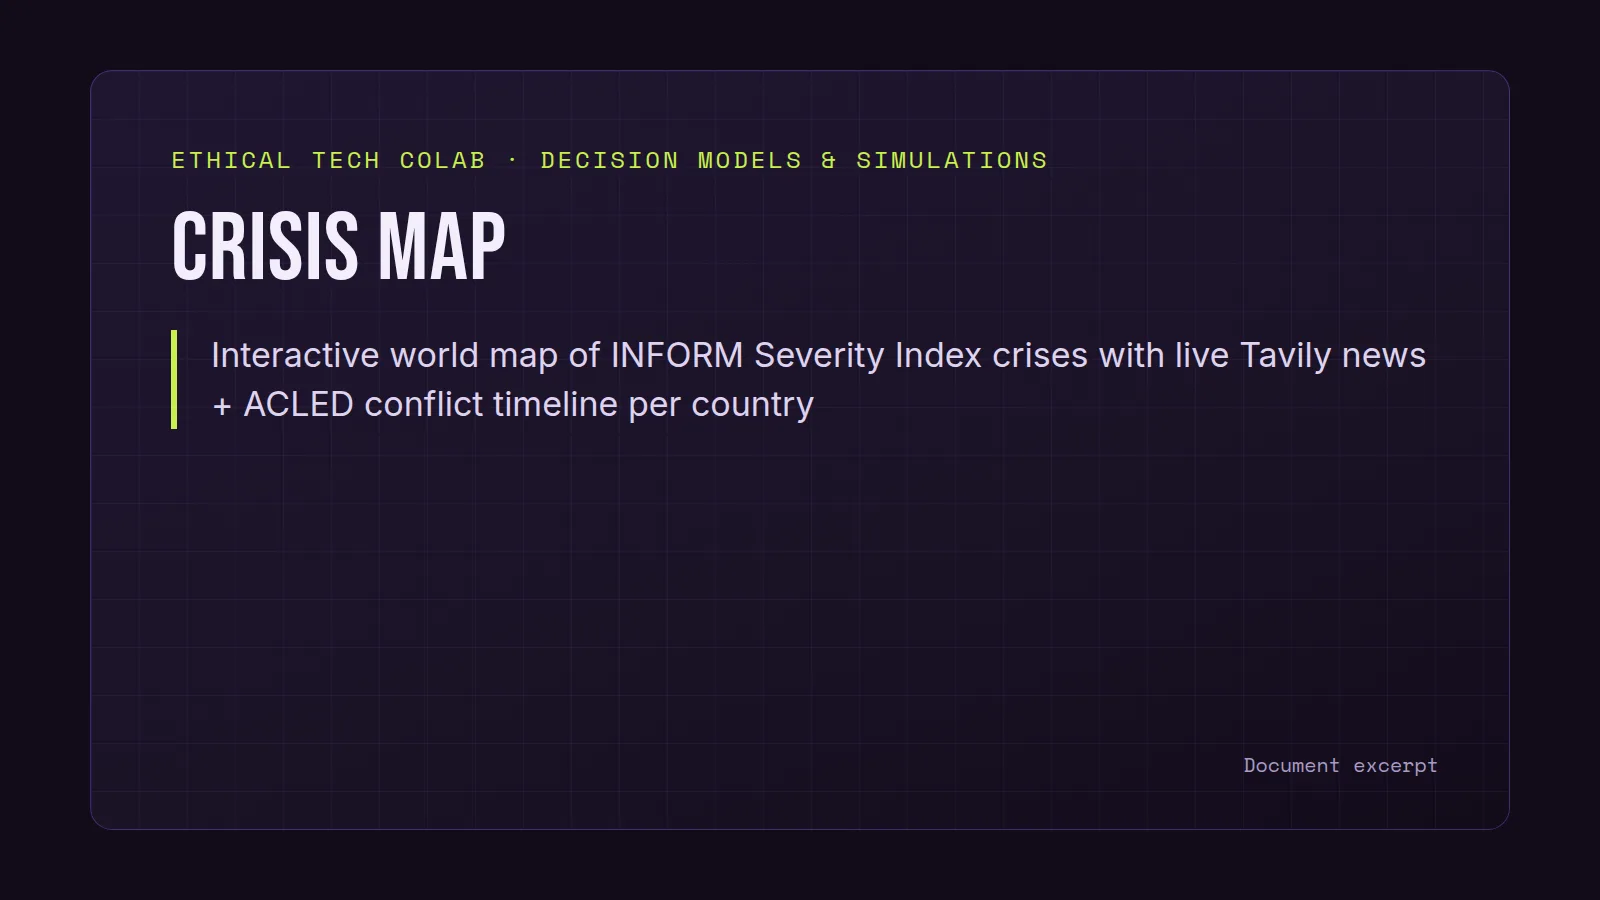 ETHICAL TECH COLAB · DECISION MODELS & SIMULATIONS
CRISIS MAP
Interactive world map of INFORM Severity Index crises with live Tavily news
+ ACLED conflict timeline per country
Document excerpt